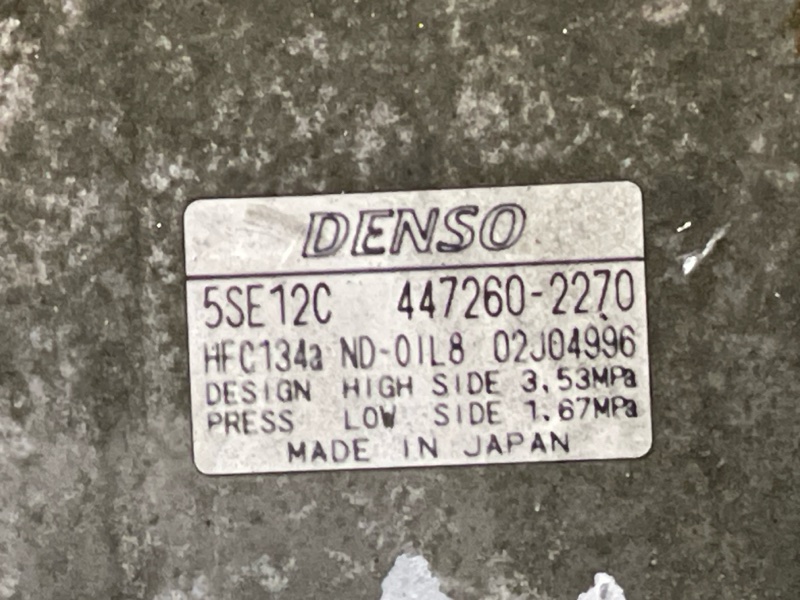 DENSO
5SE12C 447260-2270
HFC134a ND-OIL8 02J04996
DESIGN HIGH SIDE 3.53MPa
PRESS LOW SIDE 1.67MPa
MADE IN JAPAN